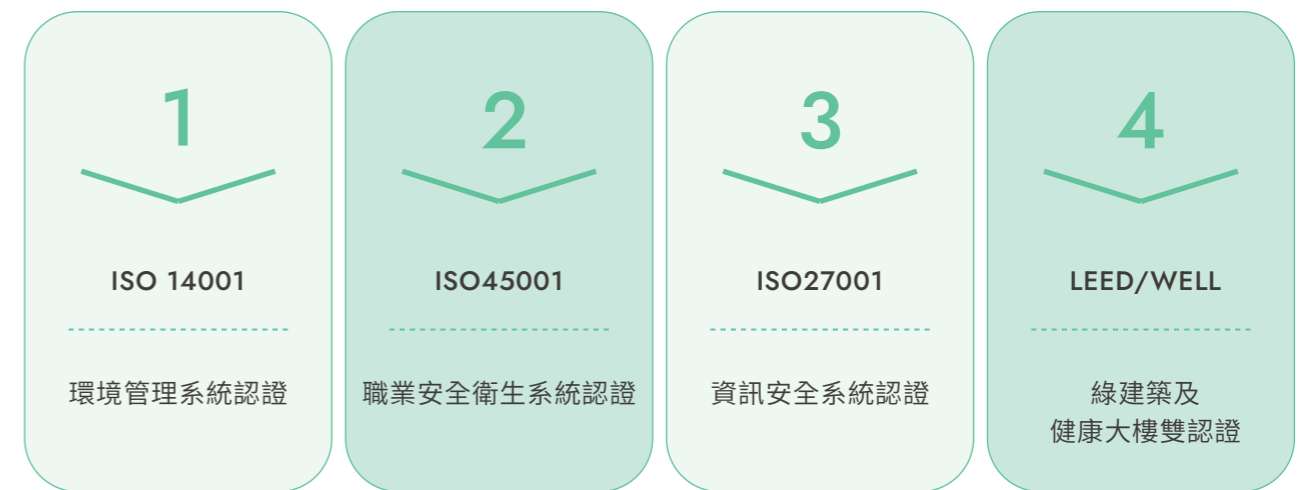 1
ISO 14001
環境管理系統認證
2
ISO45001
職業安全衛生系統認證
3
ISO27001
資訊安全系統認證
4
LEED/WELL
綠建築及
健康大樓雙認證